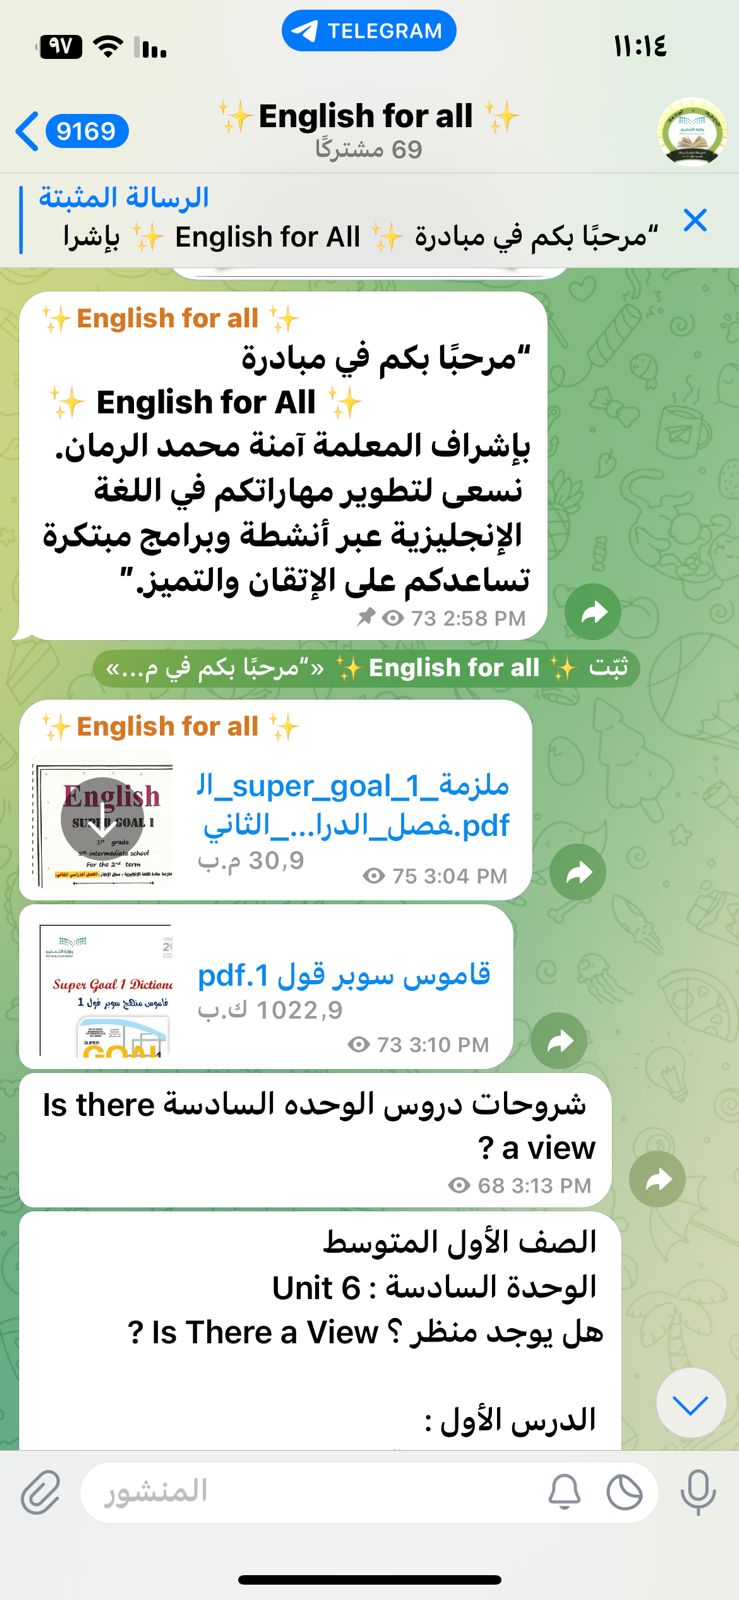 ٩٧
TELEGRAM
١١:١٤
9169
✨ English for all ✨
69 مشتركًا
الرسالة المثبتة
“مرحبًا بكم في مبادرة ✨ English for All ✨ بإشرا
✨ English for all ✨
“مرحبًا بكم في مبادرة
✨ English for All ✨
بإشراف المعلمة آمنة محمد الرمان.
نسعى لتطوير مهاراتكم في اللغة
الإنجليزية عبر أنشطة وبرامج مبتكرة
تساعدكم على الإتقان والتميز.”
73 2:58 PM
ثبّت ✨ English for all ✨ «“مرحبًا بكم في م...»
✨ English for all ✨
English
SUPER GOAL 1
1st grade
intermediate school
For the 2nd term
ملزمة_super_goal_1_ال
فصل_الدرا..._الثاني.pdf
30,9 م.ب
75 3:04 PM
وزارة التعليم
Super Goal 1 Dictiona
قاموس منهج سوبر قول 1
SUPER
GOAL
قاموس سوبر قول 1.pdf
1022,9 ك.ب
73 3:10 PM
شروحات دروس الوحده السادسة Is there
a view ?
68 3:13 PM
الصف الأول المتوسط
الوحدة السادسة : Unit 6
هل يوجد منظر ؟ Is There a View ?
الدرس الأول :
المنشور